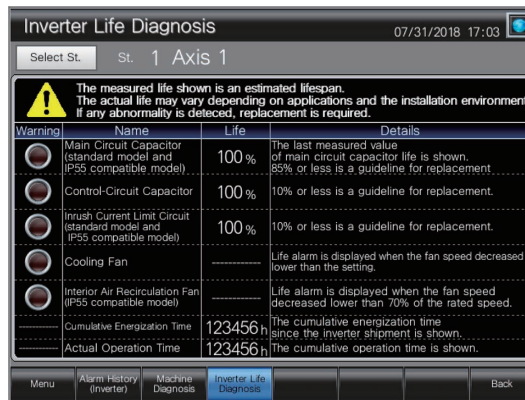 Inverter Life Diagnosis
07/31/2018 17:03
Select St.
St. 1 Axis 1
The measured life shown is an estimated lifespan.
The actual life may vary depending on applications and the installation environment
If any abnormality is deteced, replacement is required.
Warning Name Life Details
Main Circuit Capacitor
(standard model and
IP55 compatible model)
100 %
The last measured value
of main circuit capacitor life is shown.
85% or less is a guideline for replacement.
Control-Circuit Capacitor
100 %
10% or less is a guideline for replacement.
Inrush Current Limit Circuit
(standard model and
IP55 compatible model)
100 %
10% or less is a guideline for replacement.
Cooling Fan
------------
Life alarm is displayed when the fan speed decreased
lower than the setting.
Interior Air Recirculation Fan
(IP55 compatible model)
------------
Life alarm is displayed when the fan speed
decreased lower than 70% of the rated speed.
------------ Cumulative Energization Time
123456 h
The cumulative energization time
since the inverter shipment is shown.
------------ Actual Operation Time
123456 h
The cumulative operation time is shown.
Menu
Alarm History
(Inverter)
Machine
Diagnosis
Inverter Life
Diagnosis
Back